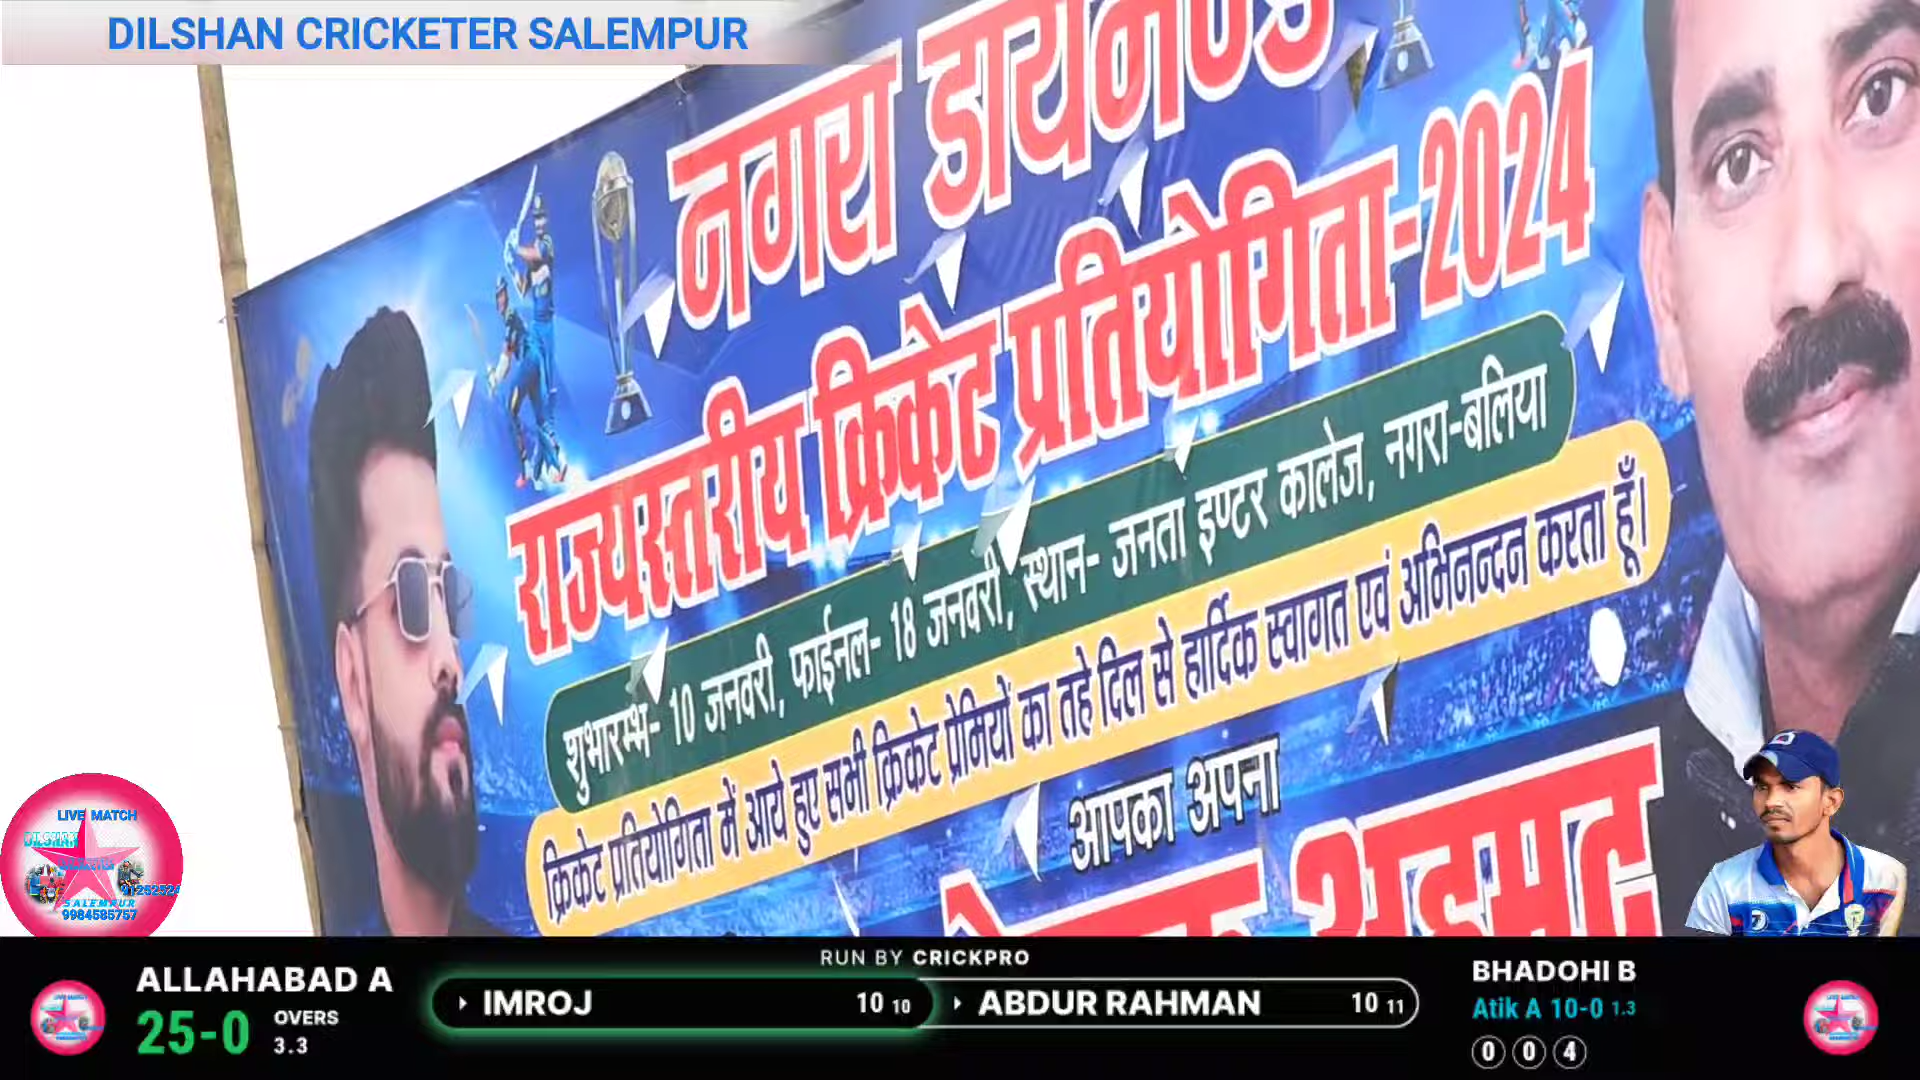 DILSHAN CRICKETER SALEMPUR
नगरा डायमण्ड
राज्यस्तरीय क्रिकेट प्रतियोगिता-2024
शुभारम्भ- 10 जनवरी, फाईनल- 18 जनवरी, स्थान- जनता इण्टर कालेज, नगरा-बलिया
क्रिकेट प्रतियोगिता में आये हुए सभी क्रिकेट प्रेमियों का तहे दिल से हार्दिक स्वागत एवं अभिनन्दन करता हूँ।
आपका अपना
LIVE MATCH
DILSHAN
SALEMPUR
9984585757
RUN BY CRICKPRO
ALLAHABAD A
25-0 OVERS 3.3
IMROJ 10 10
ABDUR RAHMAN 10 11
BHADOHI B
Atik A 10-0 1.3
0 0 4